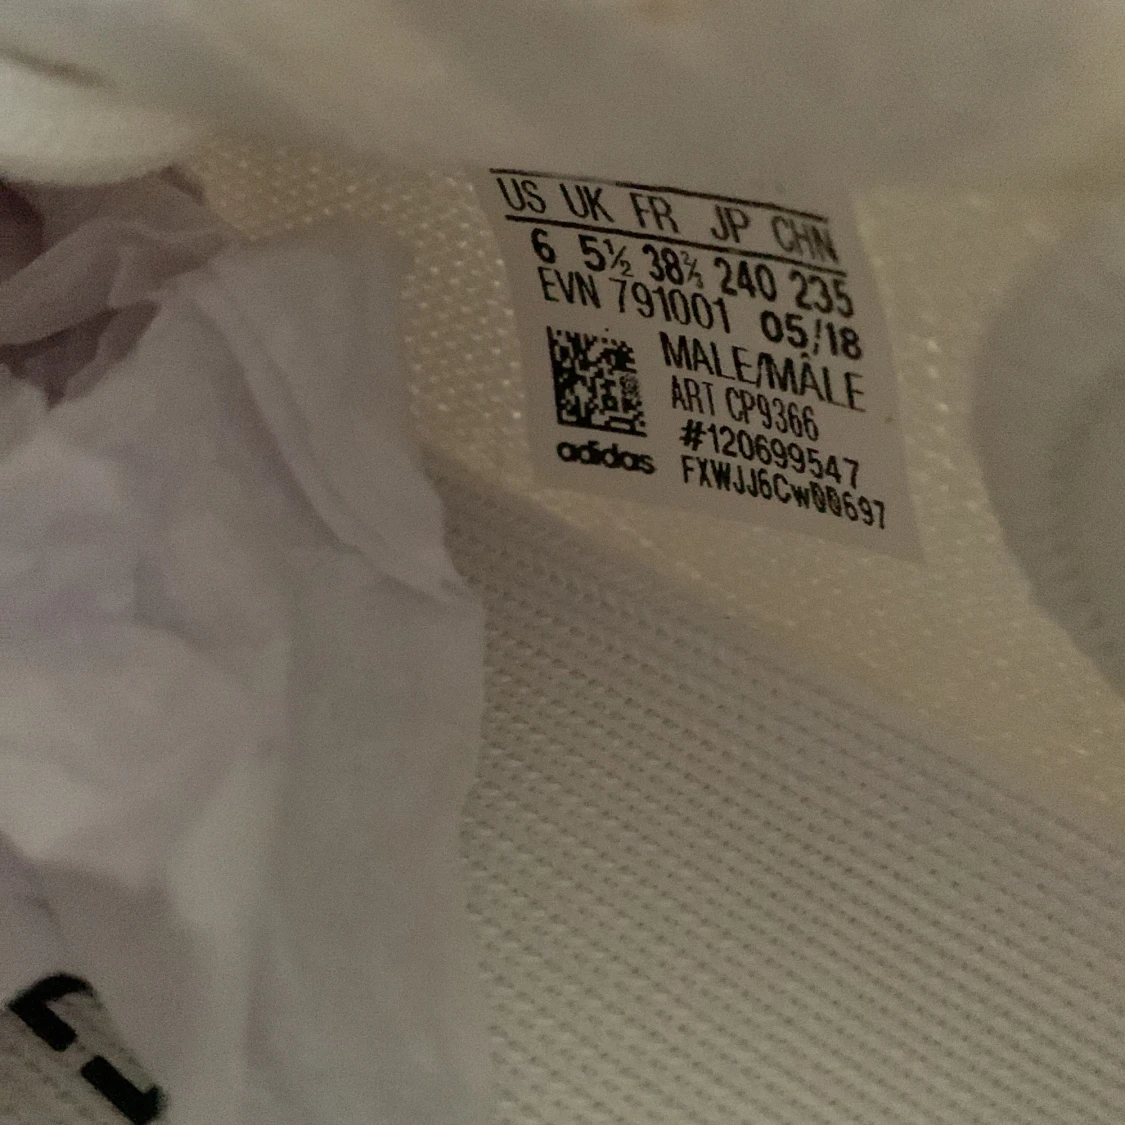 US UK FR JP CHN
6 5½ 38⅔ 240 235
EVN 791001 05/18
MALE/MÂLE
ART CP9366
#120699547
adidas FXWJJ6CW00697